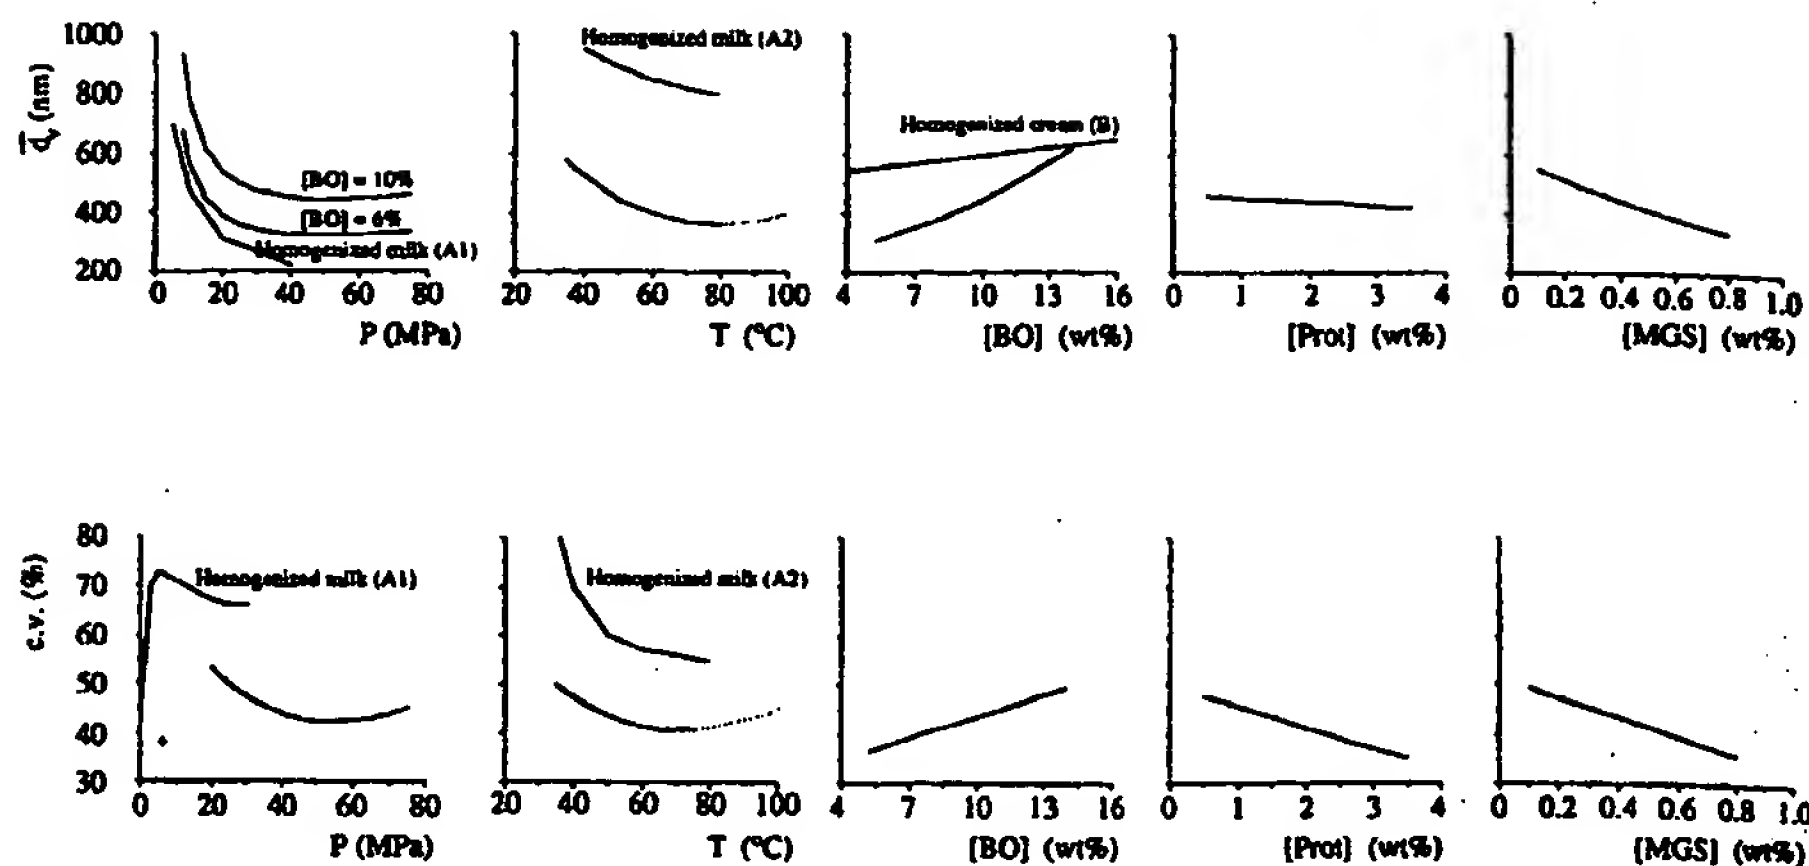 1000
800
600
400
200
d̄v (nm)
[BO] = 10%
[BO] = 6%
Homogenized milk (A1)
0 20 40 60 80
P (MPa)
Homogenized milk (A2)
20 40 60 80 100
T (°C)
Homogenized cream (B)
4 7 10 13 16
[BO] (wt%)
0 1 2 3 4
[Prot] (wt%)
0 0.2 0.4 0.6 0.8 1.0
[MGS] (wt%)
80
70
60
50
40
30
c.v. (%)
Homogenized milk (A1)
0 20 40 60 80
P (MPa)
Homogenized milk (A2)
20 40 60 80 100
T (°C)
4 7 10 13 16
[BO] (wt%)
0 1 2 3 4
[Prot] (wt%)
0 0.2 0.4 0.6 0.8 1.0
[MGS] (wt%)